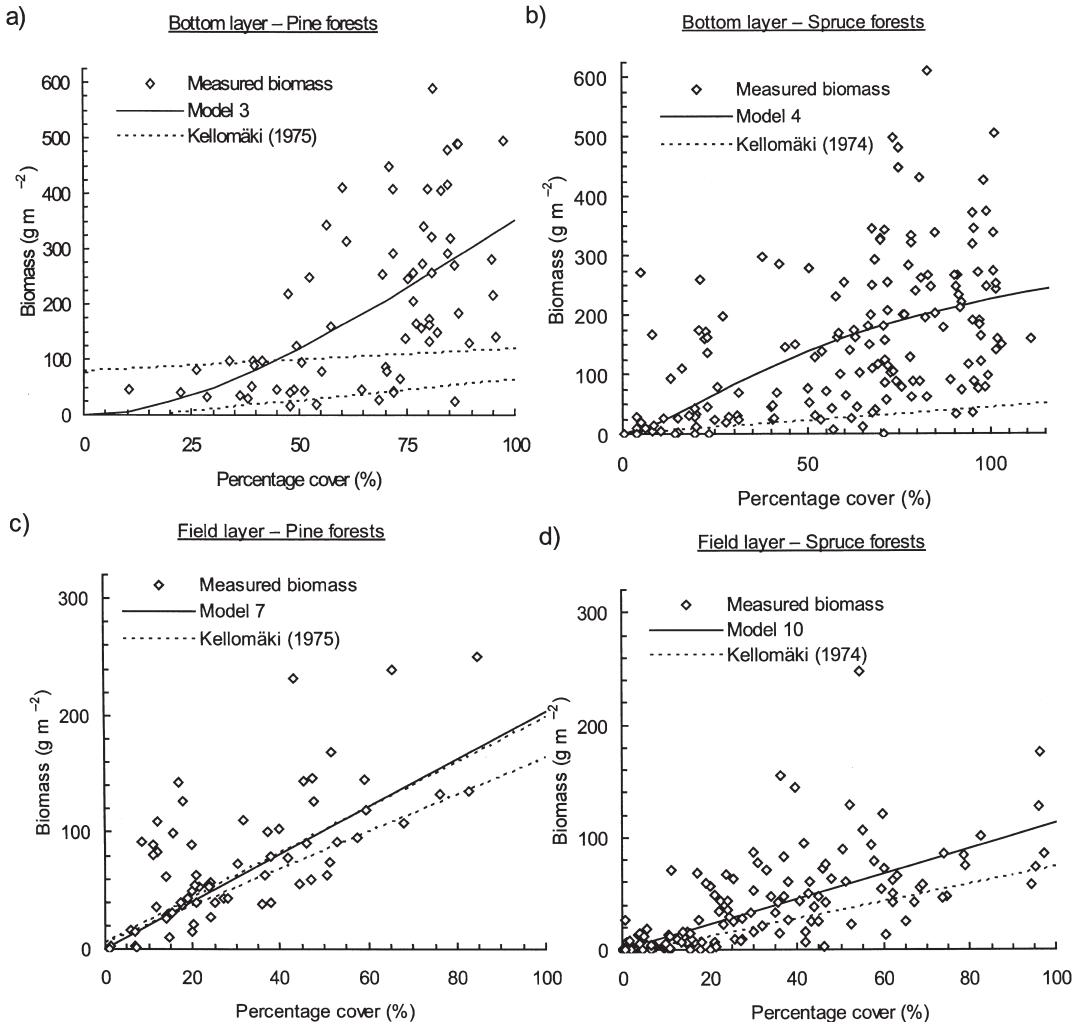 a)
Bottom layer – Pine forests
Measured biomass
Model 3
Kellomäki (1975)
600
500
400
300
200
100
0
Biomass (g m −2)
0 25 50 75 100
Percentage cover (%)
b)
Bottom layer – Spruce forests
Measured biomass
Model 4
Kellomäki (1974)
600
500
400
300
200
100
0
Biomass (g m −2)
0 50 100
Percentage cover (%)
c)
Field layer – Pine forests
Measured biomass
Model 7
Kellomäki (1975)
300
200
100
0
Biomass (g m −2)
0 20 40 60 80 100
Percentage cover (%)
d)
Field layer – Spruce forests
Measured biomass
Model 10
Kellomäki (1974)
300
200
100
0
Biomass (g m −2)
0 20 40 60 80 100
Percentage cover (%)